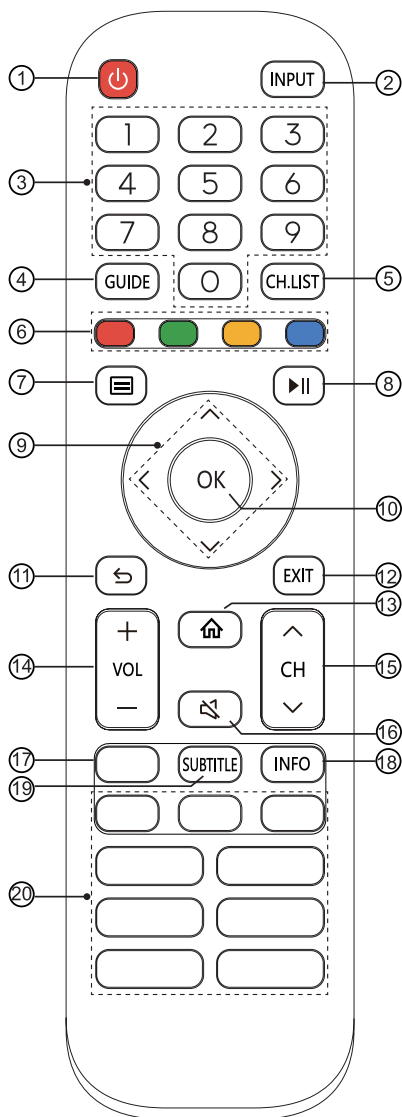 ① INPUT ②
1 2 3
③ 4 5 6
7 8 9
④ GUIDE 0 CH.LIST ⑤
⑥
⑦ ⑧
⑨
OK
⑩
⑪ EXIT ⑫
⑬
+
⑭ VOL CH ⑮
—
⑯
⑰ SUBTITLE INFO ⑱
⑲
⑳